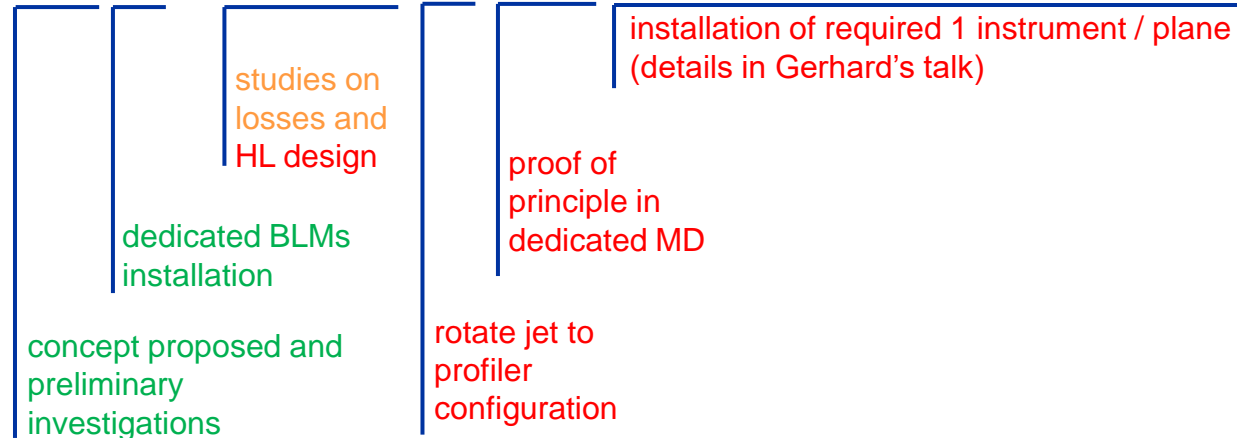 installation of required 1 instrument / plane
(details in Gerhard's talk)
studies on
losses and
HL design
proof of
principle in
dedicated MD
dedicated BLMs
installation
rotate jet to
profiler
configuration
concept proposed and
preliminary
investigations